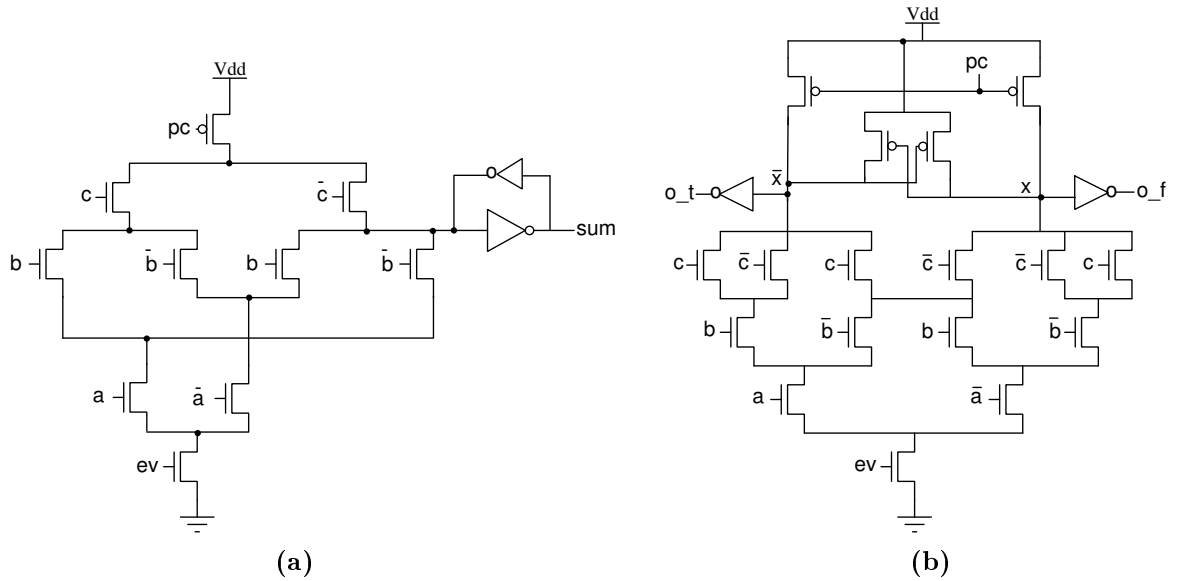 Vdd
pc
c
c̄
b
b̄
b
b̄
sum
a
ā
ev
(a)
Vdd
pc
x̄
x
o_t
o_f
c
c̄
c
c̄
c̄
c
b
b̄
b
b̄
a
ā
ev
(b)